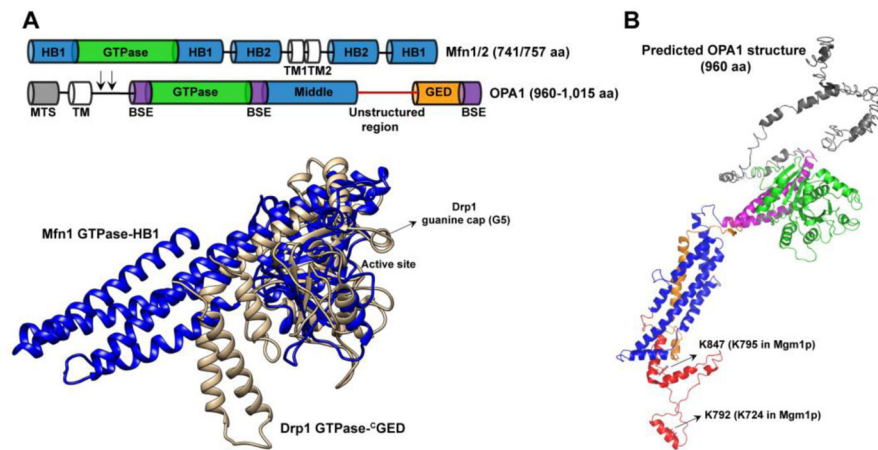 A
HB1 GTPase HB1 HB2 HB2 HB1 Mfn1/2 (741/757 aa)
TM1TM2
GTPase Middle GED OPA1 (960-1,015 aa)
MTS TM BSE BSE Unstructured BSE
region
Drp1
guanine cap (G5)
Mfn1 GTPase-HB1
Active site
Drp1 GTPase-ᶜGED
B
Predicted OPA1 structure
(960 aa)
K847 (K795 in Mgm1p)
K792 (K724 in Mgm1p)